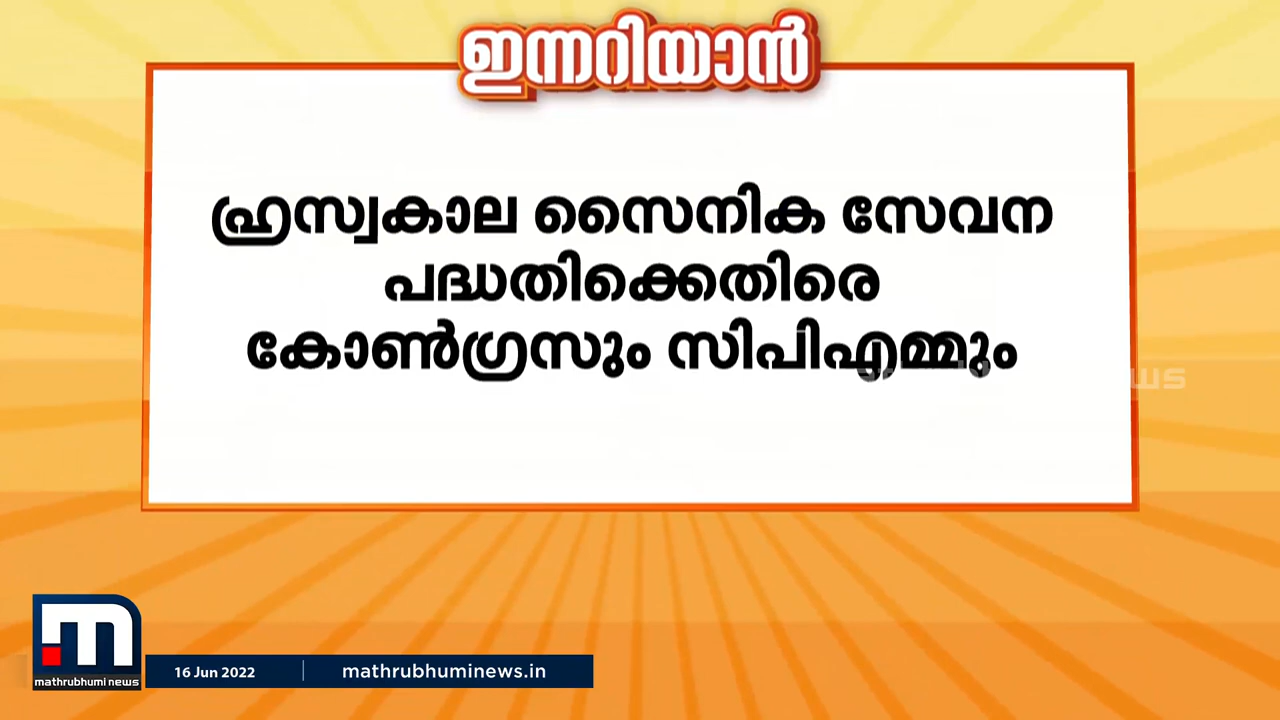 ഇന്നറിയാൻ
ഹ്രസ്വകാല സൈനിക സേവന
പദ്ധതിക്കെതിരെ
കോൺഗ്രസും സിപിഎമ്മും
mathrubhumi news
16 Jun 2022
mathrubhuminews.in